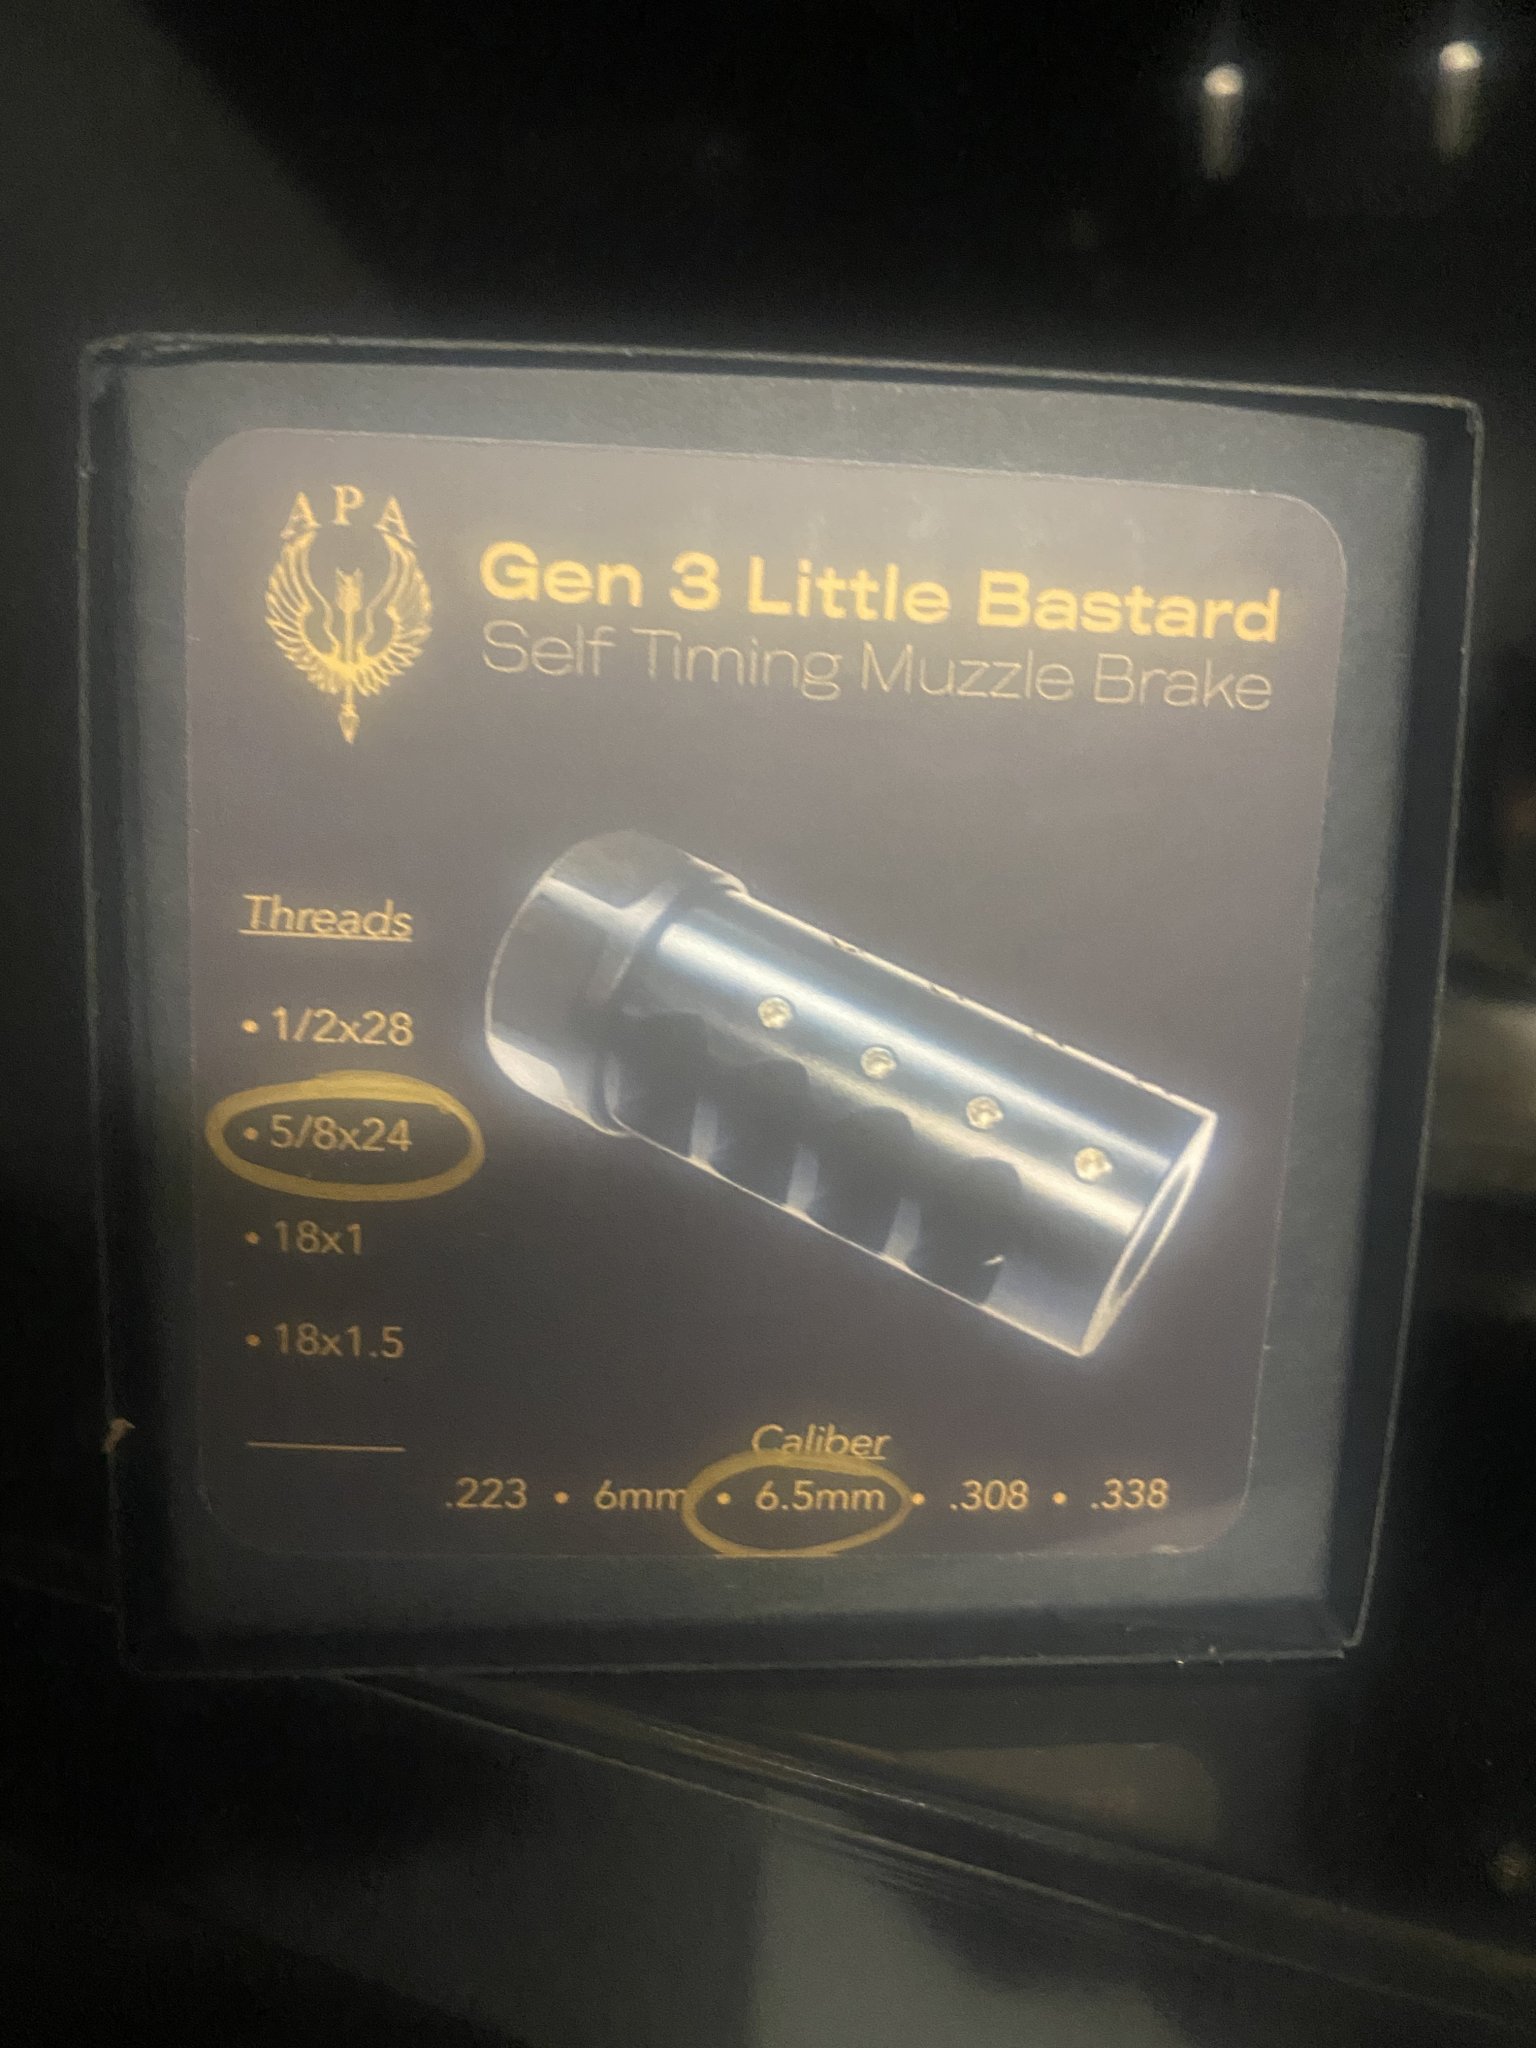 APA
Gen 3 Little Bastard
Self Timing Muzzle Brake
Threads
• 1/2x28
• 5/8x24
• 18x1
• 18x1.5
Caliber
.223 • 6mm • 6.5mm • .308 • .338